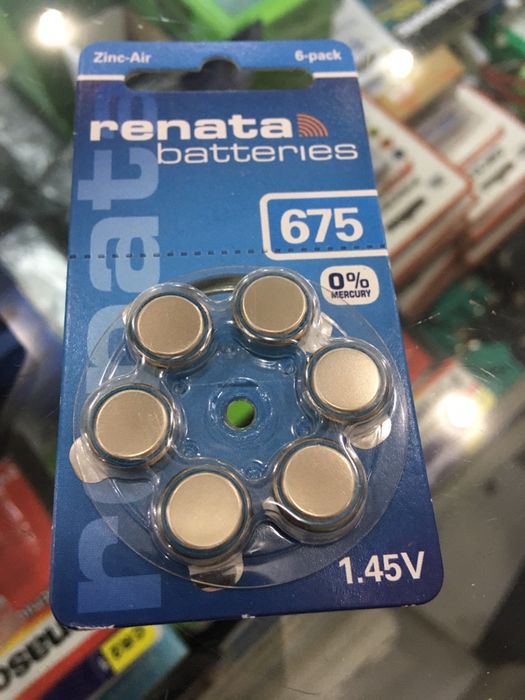 Zinc-Air
6-pack
renata
batteries
renata
675
0%
MERCURY
1.45V